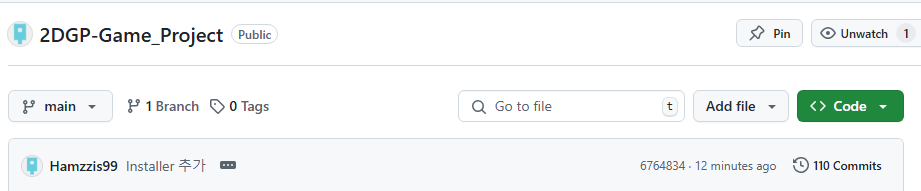 2DGP-Game_Project Public Pin Unwatch 1
main 1 Branch 0 Tags Go to file t Add file Code
Hamzzis99 Installer 추가 6764834 · 12 minutes ago 110 Commits